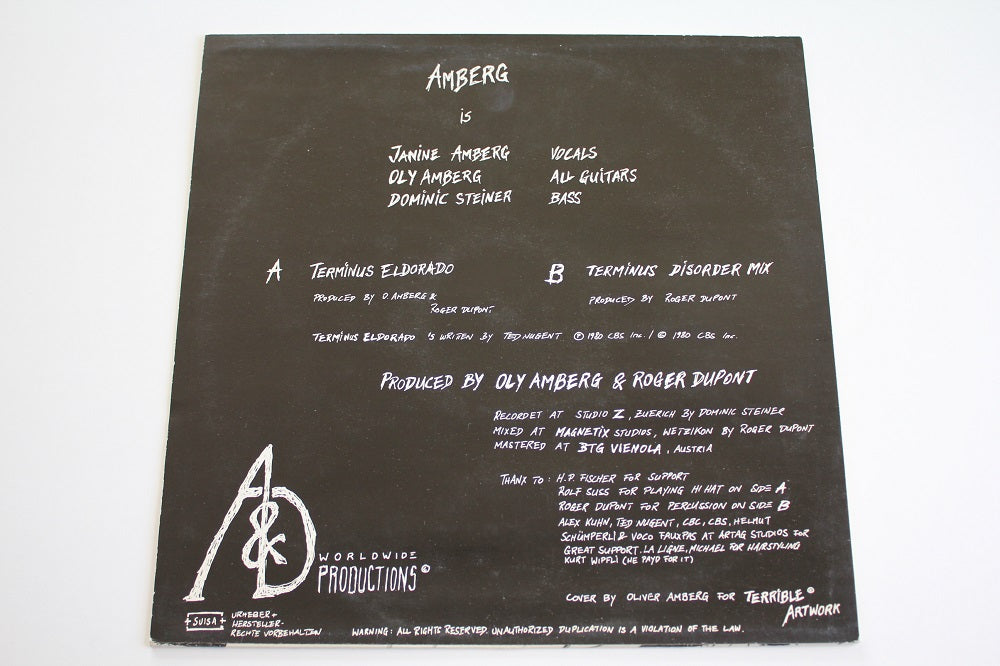 AMBERG
is
JANINE AMBERG VOCALS
OLY AMBERG ALL GUITARS
DOMINIC STEINER BASS
A TERMINUS ELDORADO B TERMINUS DISORDER MIX
PRODUCED BY O. AMBERG & PRODUCED BY ROGER DUPONT
ROGER DUPONT
TERMINUS ELDORADO IS WRITEN BY TED NUGENT Ⓟ 1980 CBS Inc. / © 1980 CBS Inc.
PRODUCED BY OLY AMBERG & ROGER DUPONT
RECORDET AT STUDIO Z, ZUERICH BY DOMINIC STEINER
MIXED AT MAGNETIX STUDIOS, WETZIKON BY ROGER DUPONT
MASTERED AT BTG VIENOLA, AUSTRIA
THANX TO: H.P. FISCHER FOR SUPPORT
ROLF SUSS FOR PLAYING HI HAT ON SIDE A
ROGER DUPONT FOR PERCUSSION ON SIDE B
ALEX KUHN, TED NUGENT, CBC, CBS, HELMUT
SCHÜMPERLI & VOCO FAUXPAS AT ARTAG STUDIOS FOR
GREAT SUPPORT. LA LIGNE, MICHAEL FOR HAIRSTYLING
KURT WIPFLI (HE PAYD FOR IT)
A&D WORLDWIDE
PRODUCTIONS©
COVER BY OLIVER AMBERG FOR TERRIBLE©
ARTWORK
SUISA
URHEBER+
HERSTELLER-
RECHTE VORBEHALTEN
WARNING: ALL RIGHTS RESERVED. UNAUTHORIZED DUPLICATION IS A VIOLATION OF THE LAW.